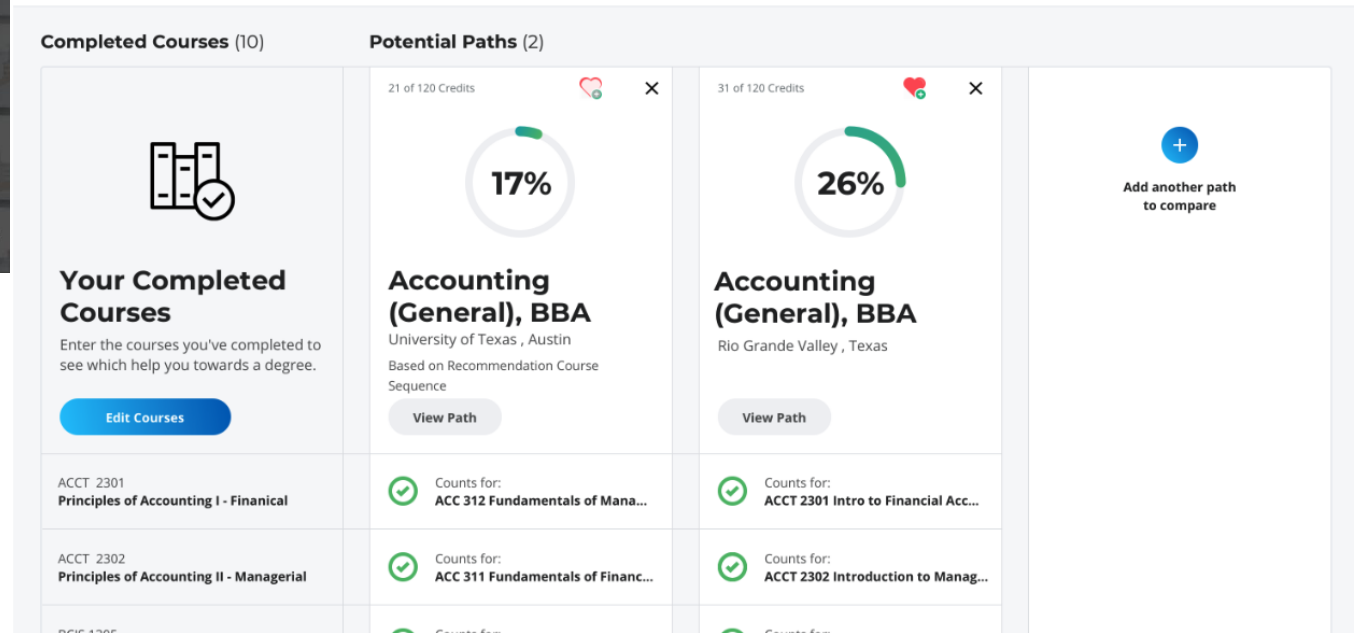 Completed Courses (10)
Potential Paths (2)
Your Completed
Courses
Enter the courses you've completed to
see which help you towards a degree.
Edit Courses
21 of 120 Credits
17%
Accounting
(General), BBA
University of Texas , Austin
Based on Recommendation Course
Sequence
View Path
31 of 120 Credits
26%
Accounting
(General), BBA
Rio Grande Valley , Texas
View Path
Add another path
to compare
ACCT 2301
Principles of Accounting I - Finanical
Counts for:
ACC 312 Fundamentals of Mana...
Counts for:
ACCT 2301 Intro to Financial Acc...
ACCT 2302
Principles of Accounting II - Managerial
Counts for:
ACC 311 Fundamentals of Financ...
Counts for:
ACCT 2302 Introduction to Manag...
Counts for:
Counts for: